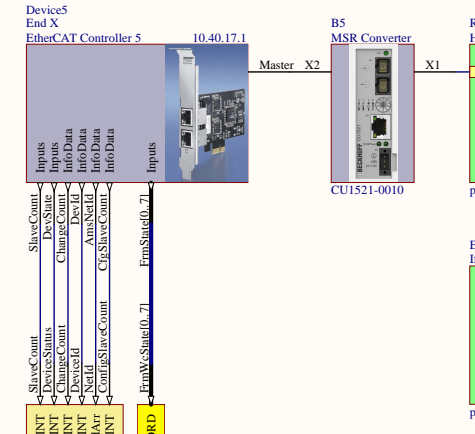 Device5
End X
EtherCAT Controller 5
10.40.17.1
B5
MSR Converter
Master
X2
X1
BECKHOFF
CU1521
CU1521-0010
Inputs
Inputs
InfoData
InfoData
InfoData
InfoData
Inputs
SlaveCount
DevState
ChangeCount
DevId
AmsNetId
CfgSlaveCount
FrmState[0..7]
SlaveCount
DeviceStatus
ChangeCount
DeviceId
NetId
ConfigSlaveCount
FrmWcState[0..7]
INT
INT
INT
INT
INT